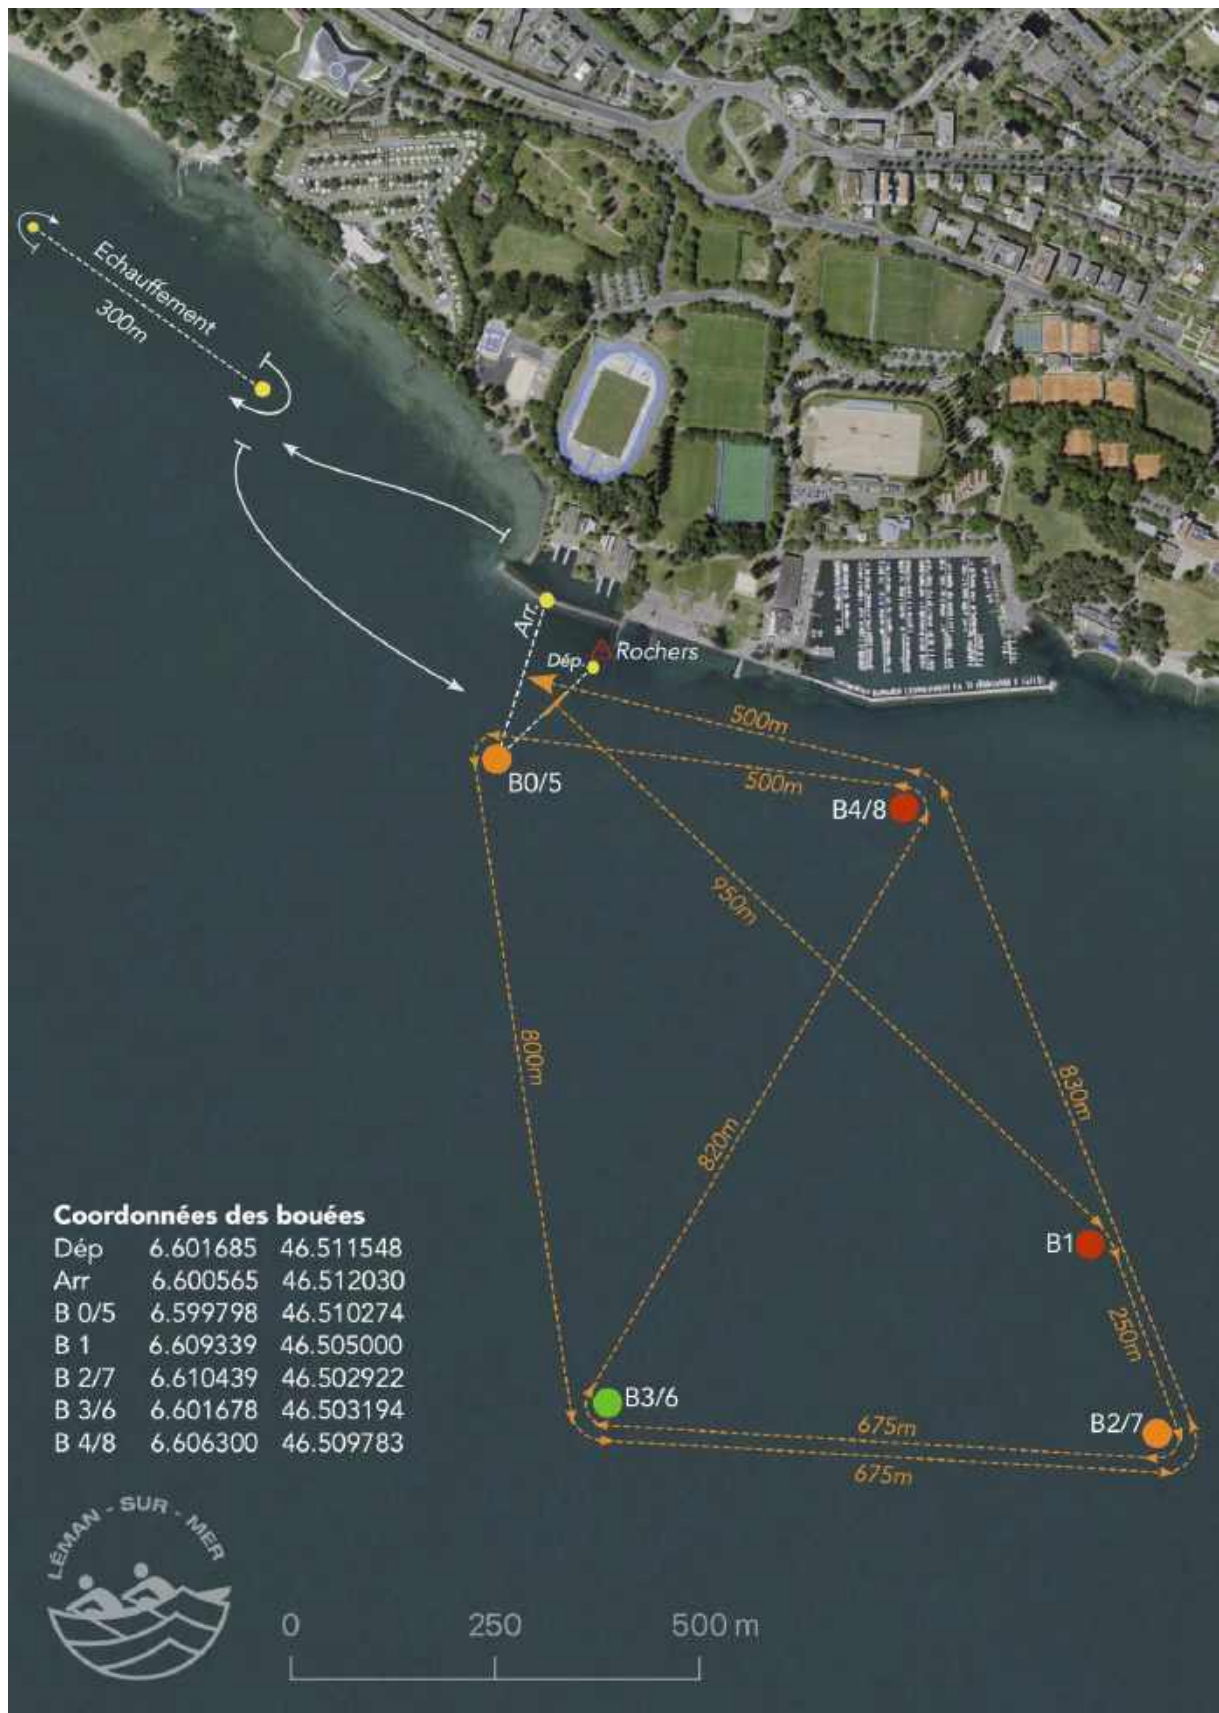 Echauffement
300m
Arr.
Dép.
Rochers
500m
500m
B0/5
B4/8
950m
800m
830m
820m
B1
250m
B3/6
B2/7
675m
675m
Coordonnées des bouées
Dép 6.601685 46.511548
Arr 6.600565 46.512030
B 0/5 6.599798 46.510274
B 1 6.609339 46.505000
B 2/7 6.610439 46.502922
B 3/6 6.601678 46.503194
B 4/8 6.606300 46.509783
LÉMAN - SUR - MER
0 250 500 m